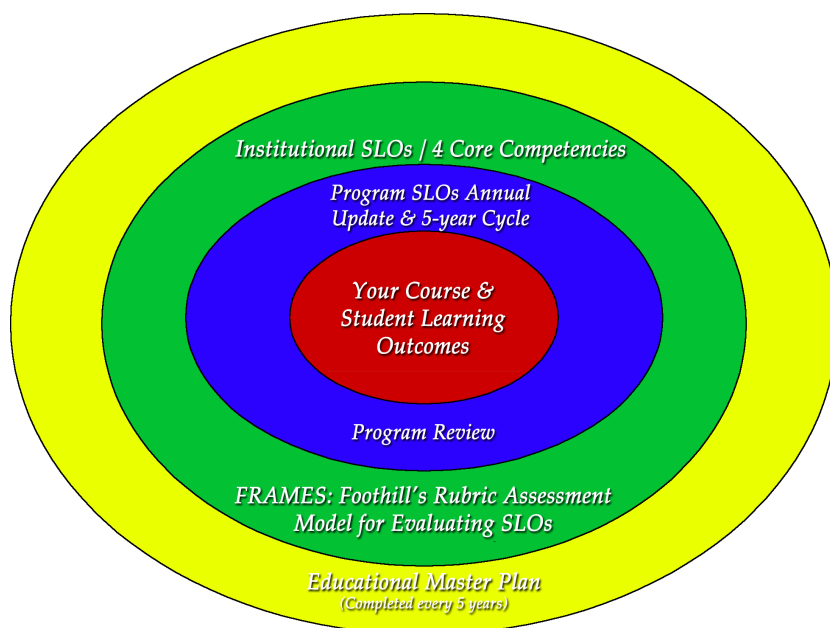 Institutional SLOs / 4 Core Competencies
Program SLOs Annual
Update & 5-year Cycle
Your Course &
Student Learning
Outcomes
Program Review
FRAMES: Foothill's Rubric Assessment
Model for Evaluating SLOs
Educational Master Plan
(Completed every 5 years)